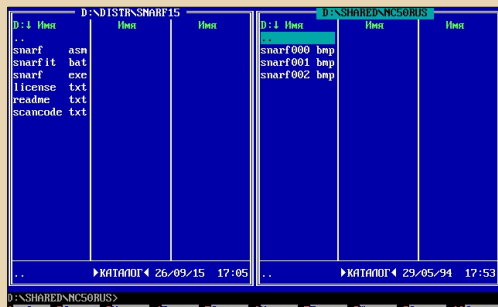 D:\DISTR\SNARF15
D:↓ Имя Имя Имя
..
snarf asm
snarfit bat
snarf exe
license txt
readme txt
scancode txt
.. ►КАТАЛОГ◄ 26/09/15 17:05
D:\SHARED\NC50RUS
D:↓ Имя Имя Имя
..
snarf000 bmp
snarf001 bmp
snarf002 bmp
.. ►КАТАЛОГ◄ 29/05/94 17:53
D:\SHARED\NC50RUS>